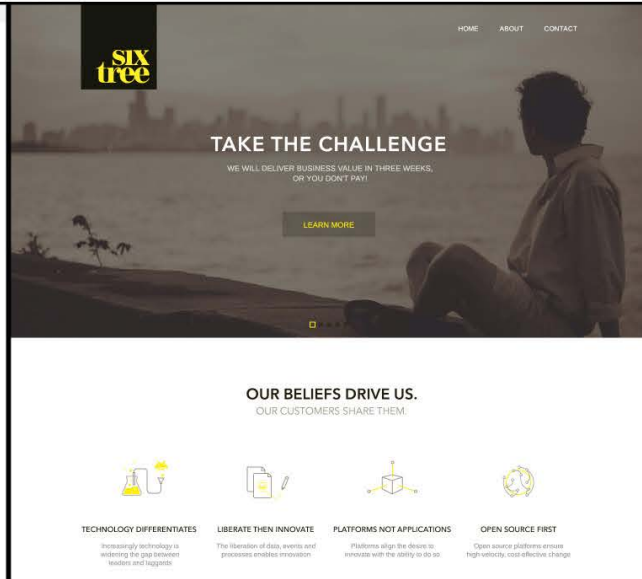 HOME ABOUT CONTACT
six
tree
TAKE THE CHALLENGE
WE WILL DELIVER BUSINESS VALUE IN THREE WEEKS,
OR YOU DON'T PAY!
LEARN MORE
OUR BELIEFS DRIVE US.
OUR CUSTOMERS SHARE THEM.
TECHNOLOGY DIFFERENTIATES
Increasingly technology is
widening the gap between
leaders and laggards
LIBERATE THEN INNOVATE
The liberation of data, events and
processes enables innovation
PLATFORMS NOT APPLICATIONS
Platforms align the desire to
innovate with the ability to do so.
OPEN SOURCE FIRST
Open source platforms ensure
high-velocity, cost-effective change